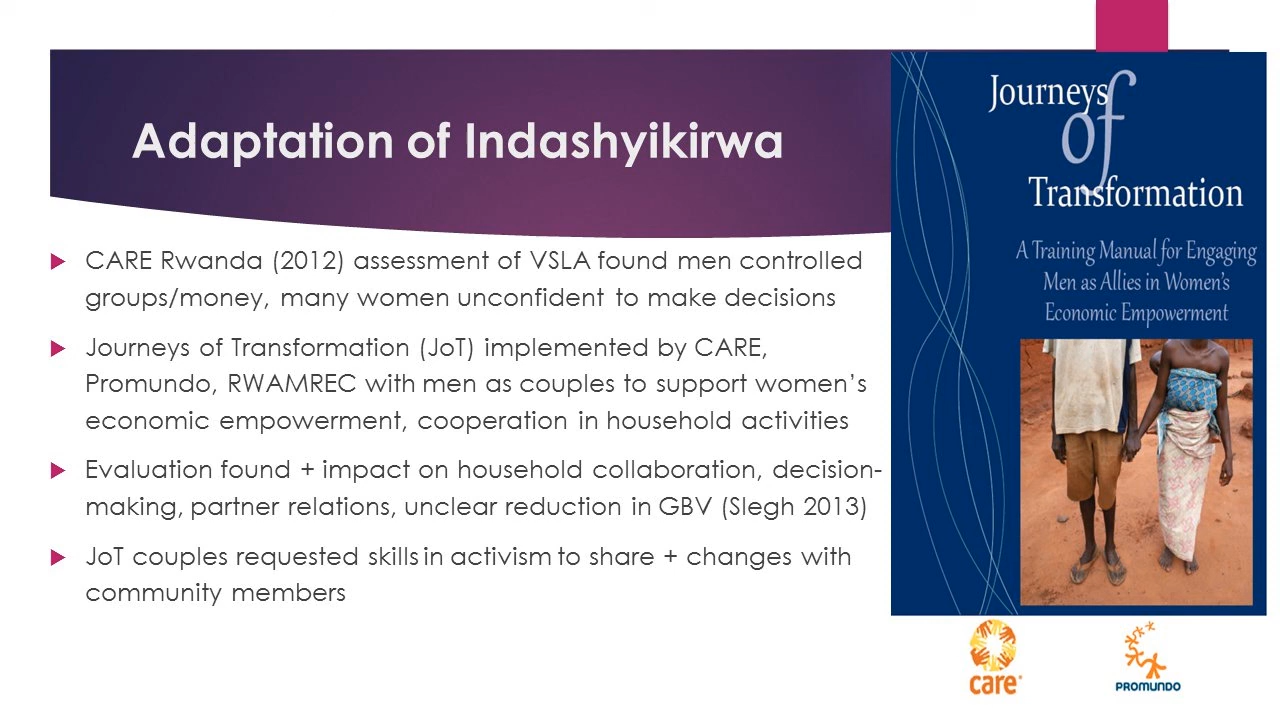 Adaptation of Indashyikirwa
CARE Rwanda (2012) assessment of VSLA found men controlled
groups/money, many women unconfident to make decisions
Journeys of Transformation (JoT) implemented by CARE,
Promundo, RWAMREC with men as couples to support women’s
economic empowerment, cooperation in household activities
Evaluation found + impact on household collaboration, decision-
making, partner relations, unclear reduction in GBV (Slegh 2013)
JoT couples requested skills in activism to share + changes with
community members
Journeys
of
Transformation
A Training Manual for Engaging
Men as Allies in Women’s
Economic Empowerment
care®
PROMUNDO